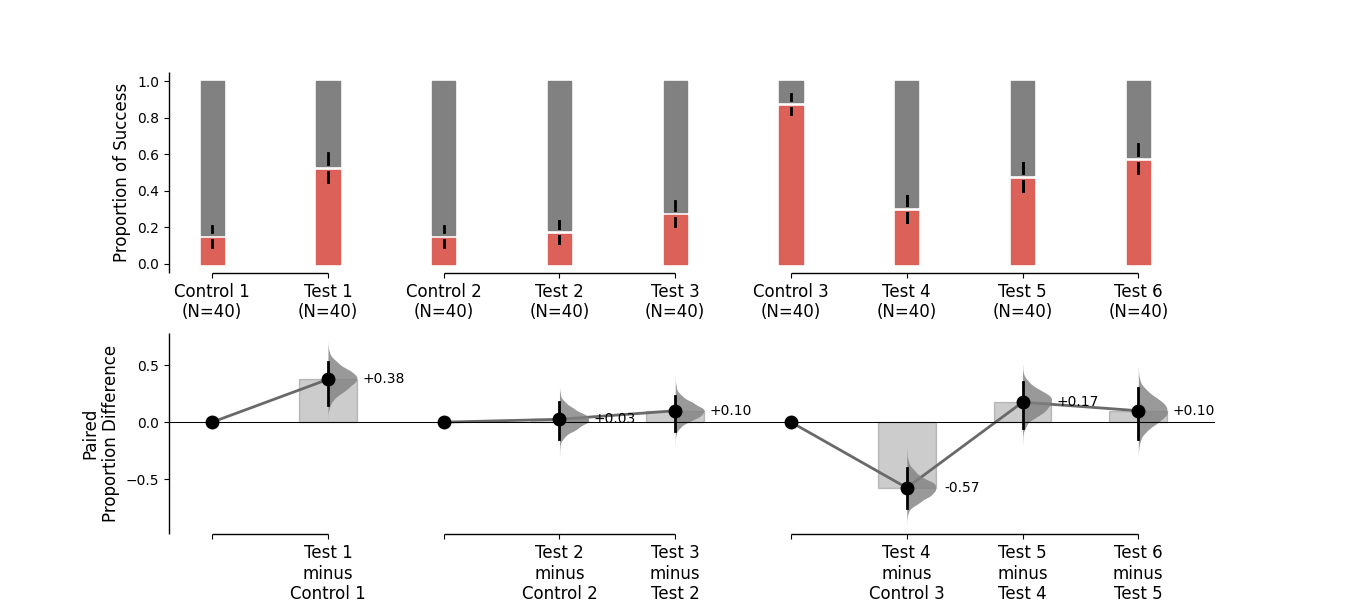 Proportion of Success
1.0
0.8
0.6
0.4
0.2
0.0
Control 1 Test 1 Control 2 Test 2 Test 3 Control 3 Test 4 Test 5 Test 6
(N=40) (N=40) (N=40) (N=40) (N=40) (N=40) (N=40) (N=40) (N=40)
Paired
Proportion Difference
0.5
0.0
−0.5
+0.38
+0.03
+0.10
-0.57
+0.17
+0.10
Test 1 Test 2 Test 3 Test 4 Test 5 Test 6
minus minus minus minus minus minus
Control 1 Control 2 Test 2 Control 3 Test 4 Test 5